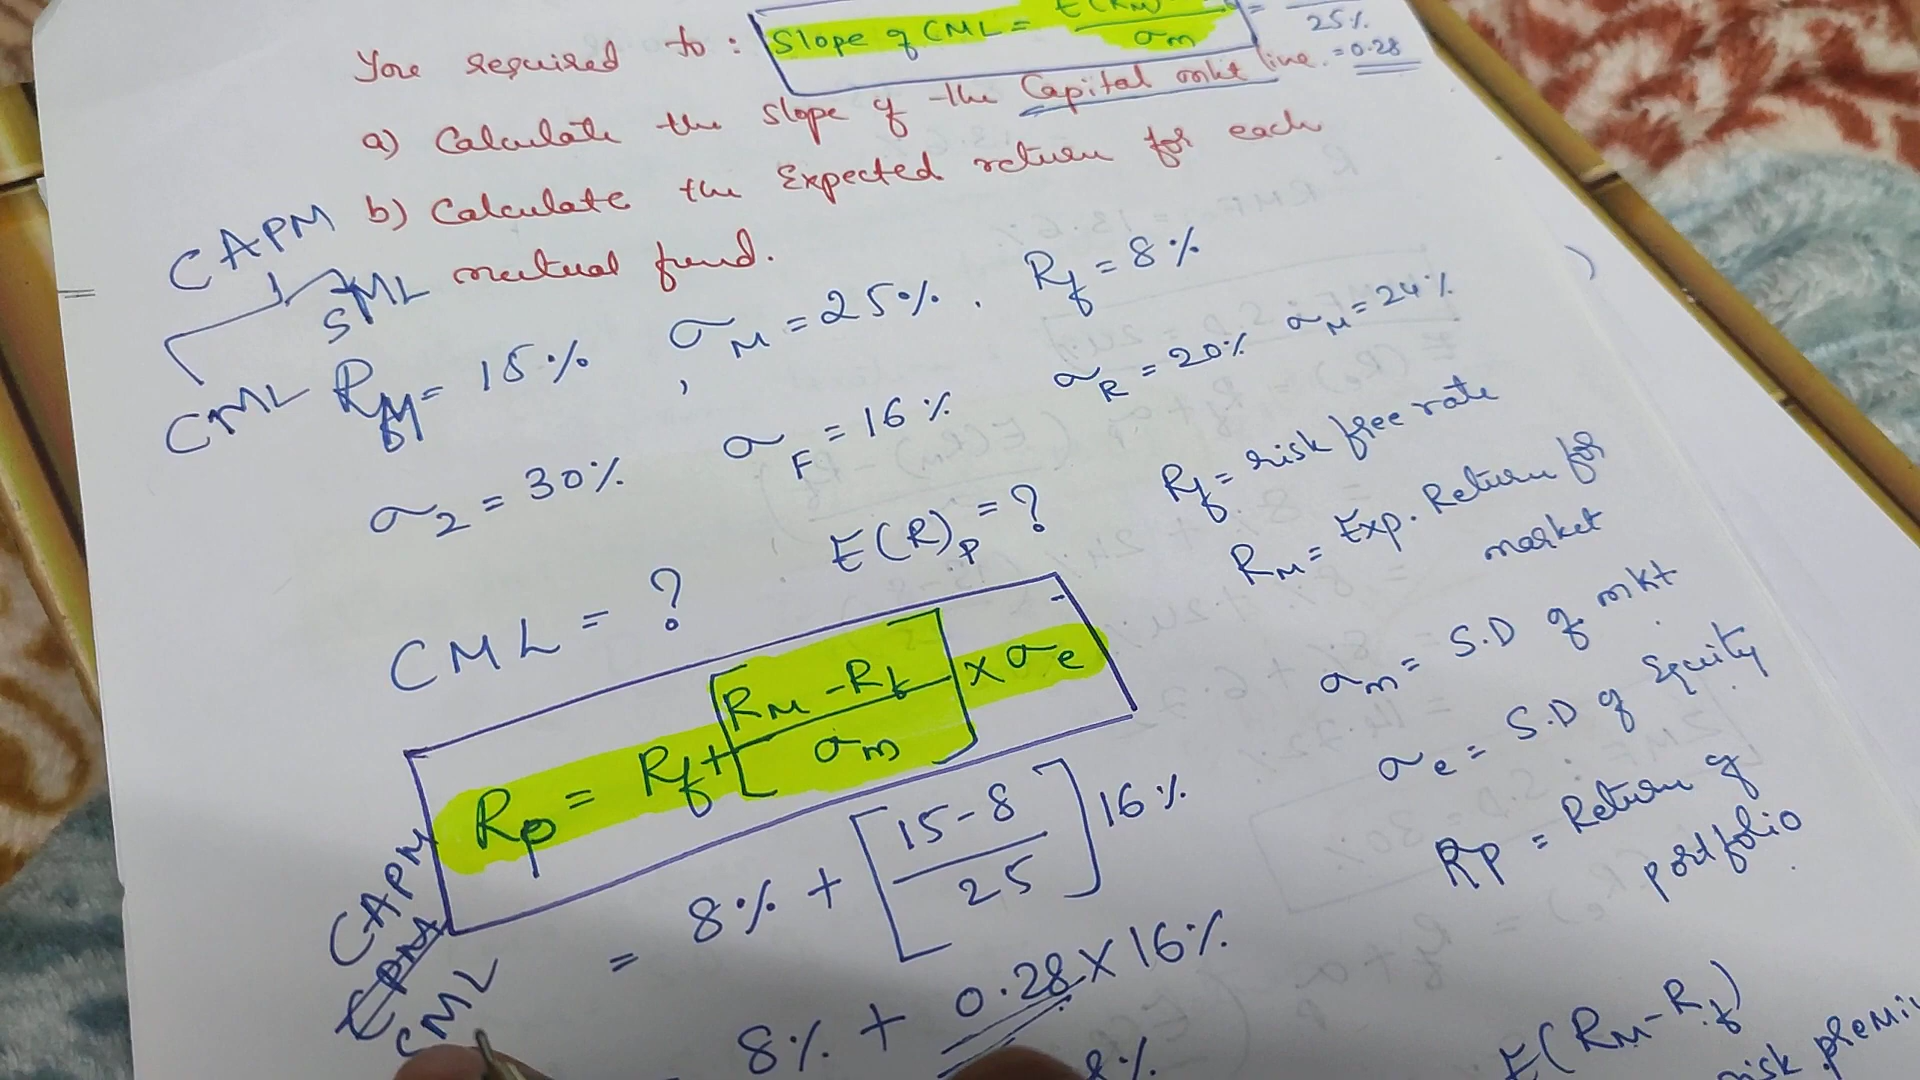 You required to : Slope of CML = E(RM)
σm
25%
= 0.28
a) Calculate the slope of the Capital mkt line.
b) Calculate the Expected return for each
mutual fund.
CAPM
SML
CML
RM = 15% , σM = 25% . Rf = 8%
σ2 = 30% σF = 16% σR = 20% σM = 24%
CML = ? E(R)P = ?
Rf = risk free rate
RM = Exp. Return for
market
σm = S.D of mkt
σe = S.D of Equity
RP = Return of
portfolio
Rp = Rf + [RM - Rf / σm] × σe
CAPM
CML
= 8% + [15-8 / 25] 16%
8% + 0.28 × 16%
8%
E(RM - Rf)